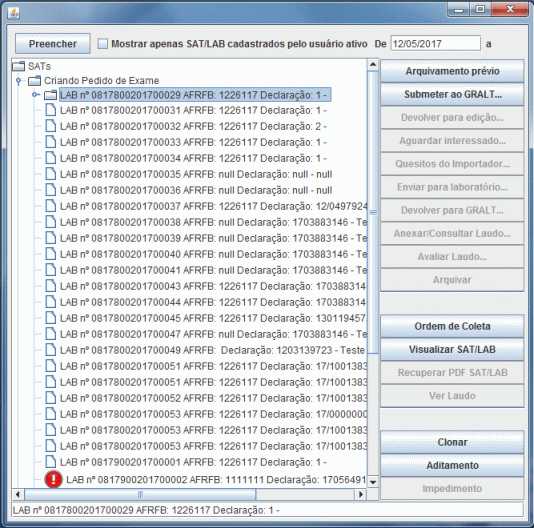 Preencher Mostrar apenas SAT/LAB cadastrados pelo usuário ativo De 12/05/2017 a
SATs
Criando Pedido de Exame
LAB nº 0817800201700029 AFRFB: 1226117 Declaração: 1 -
LAB nº 0817800201700031 AFRFB: 1226117 Declaração: 1 -
LAB nº 0817800201700032 AFRFB: 1226117 Declaração: 2 -
LAB nº 0817800201700033 AFRFB: 1226117 Declaração: 1 -
LAB nº 0817800201700034 AFRFB: 1226117 Declaração: 1 -
LAB nº 0817800201700035 AFRFB: null Declaração: null - null
LAB nº 0817800201700036 AFRFB: null Declaração: null - null
LAB nº 0817800201700037 AFRFB: 1226117 Declaração: 12/0497924
LAB nº 0817800201700038 AFRFB: null Declaração: 1703883146 - Te
LAB nº 0817800201700039 AFRFB: null Declaração: 1703883146 - Te
LAB nº 0817800201700040 AFRFB: null Declaração: 1703883146 - Te
LAB nº 0817800201700041 AFRFB: null Declaração: 1703883146 - Te
LAB nº 0817800201700043 AFRFB: 1226117 Declaração: 170388314
LAB nº 0817800201700044 AFRFB: 1226117 Declaração: 170388314
LAB nº 0817800201700045 AFRFB: 1226117 Declaração: 130119457
LAB nº 0817800201700047 AFRFB: null Declaração: 1703883146 - Te
LAB nº 0817800201700049 AFRFB: Declaração: 1203139723 - Teste
LAB nº 0817800201700051 AFRFB: 1226117 Declaração: 17/1001383
LAB nº 0817800201700051 AFRFB: 1226117 Declaração: 17/1001383
LAB nº 0817800201700052 AFRFB: 1226117 Declaração: 17/1001383
LAB nº 0817800201700053 AFRFB: 1226117 Declaração: 17/0000000
LAB nº 0817800201700053 AFRFB: 1226117 Declaração: 17/1001383
LAB nº 0817800201700053 AFRFB: 1226117 Declaração: 17/1001383
LAB nº 0817900201700001 AFRFB: 1226117 Declaração: 1 -
LAB nº 0817900201700002 AFRFB: 1111111 Declaração: 17056491
LAB nº 0817800201700029 AFRFB: 1226117 Declaração: 1 -
Arquivamento prévio
Submeter ao GRALT...
Devolver para edição...
Aguardar interessado...
Quesitos do Importador...
Enviar para laboratório...
Devolver para GRALT...
Anexar/Consultar Laudo...
Avaliar Laudo...
Arquivar
Ordem de Coleta
Visualizar SAT/LAB
Recuperar PDF SAT/LAB
Ver Laudo
Clonar
Aditamento
Impedimento